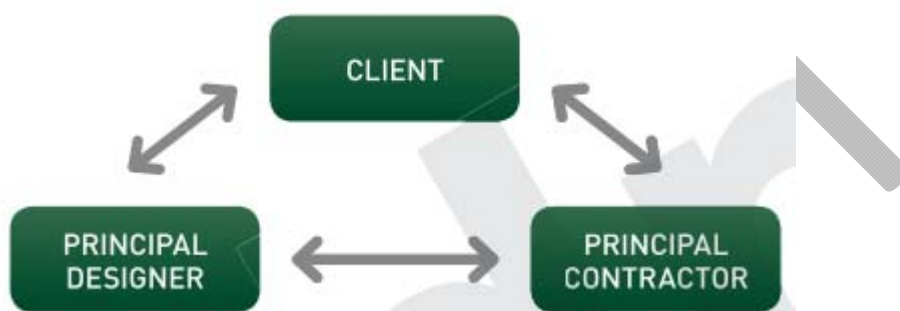 CLIENT
PRINCIPAL
DESIGNER
PRINCIPAL
CONTRACTOR